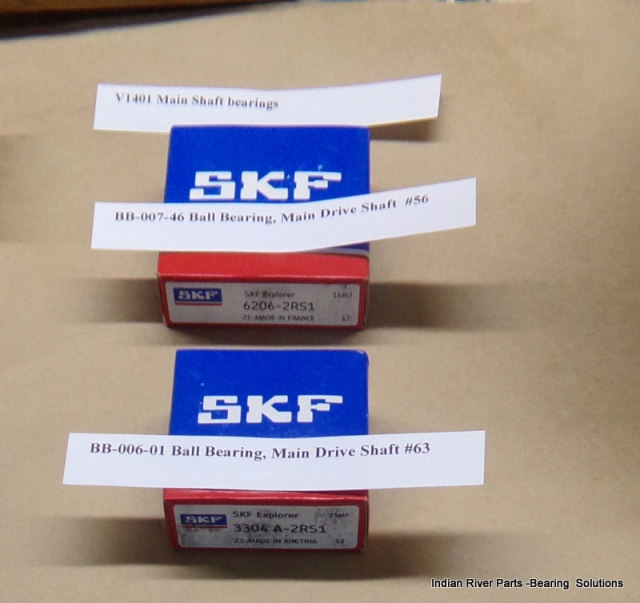 V1401 Main Shaft bearings
SKF
BB-007-46 Ball Bearing, Main Drive Shaft #56
SKF SKF Explorer
6206-2RS1
MADE IN FRANCE
SKF
BB-006-01 Ball Bearing, Main Drive Shaft #63
SKF SKF Explorer
3304 A-2RS1
MADE IN AUSTRIA 
Indian River Parts -Bearing Solutions